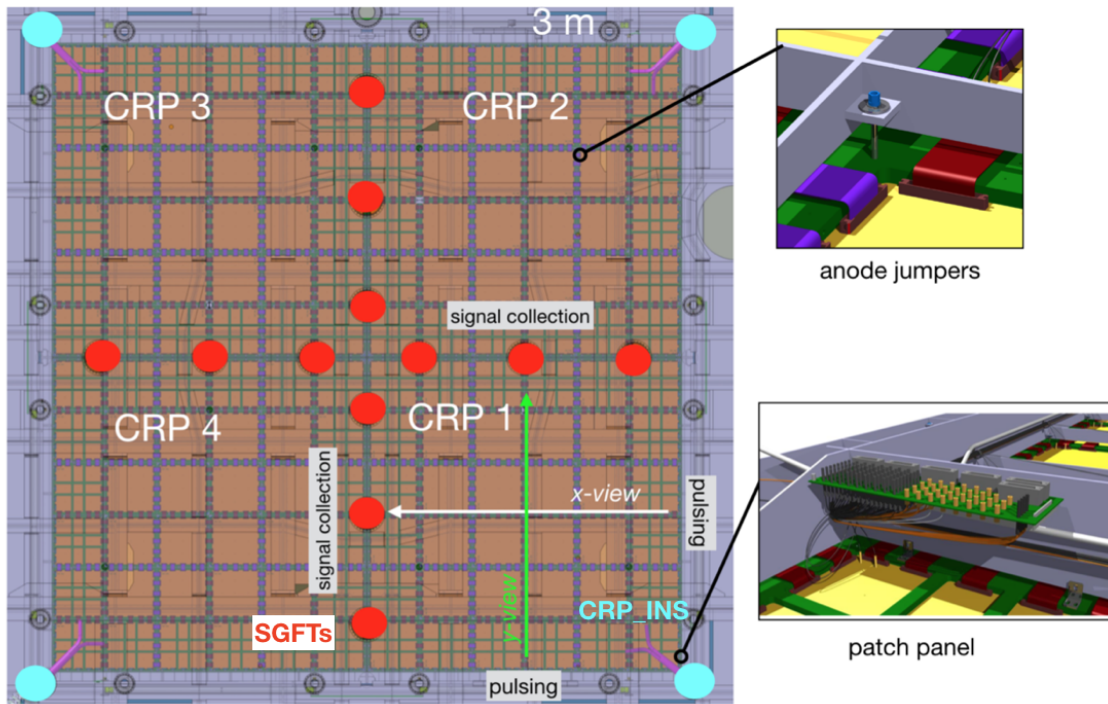 3 m
CRP 3
CRP 2
anode jumpers
signal collection
CRP 4
CRP 1
signal collection
x-view
pulsing
y-view
SGFTs
CRP_INS
patch panel
pulsing